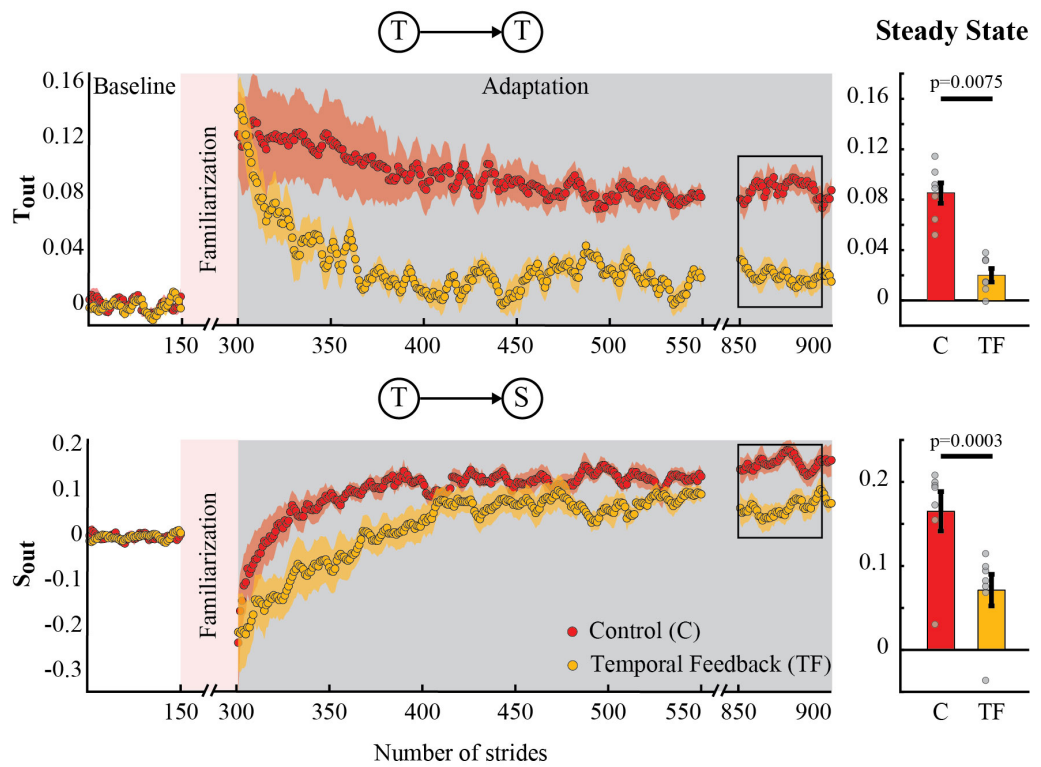 T T
Steady State
Baseline
Familiarization
Adaptation
T_out
0.16
0.12
0.08
0.04
0
150 300 350 400 450 500 550 850 900
p=0.0075
0.16
0.12
0.08
0.04
0
C TF
T S
Familiarization
S_out
0.2
0.1
0
-0.1
-0.2
-0.3
Control (C)
Temporal Feedback (TF)
150 300 350 400 450 500 550 850 900
Number of strides
p=0.0003
0.2
0.1
0
C TF